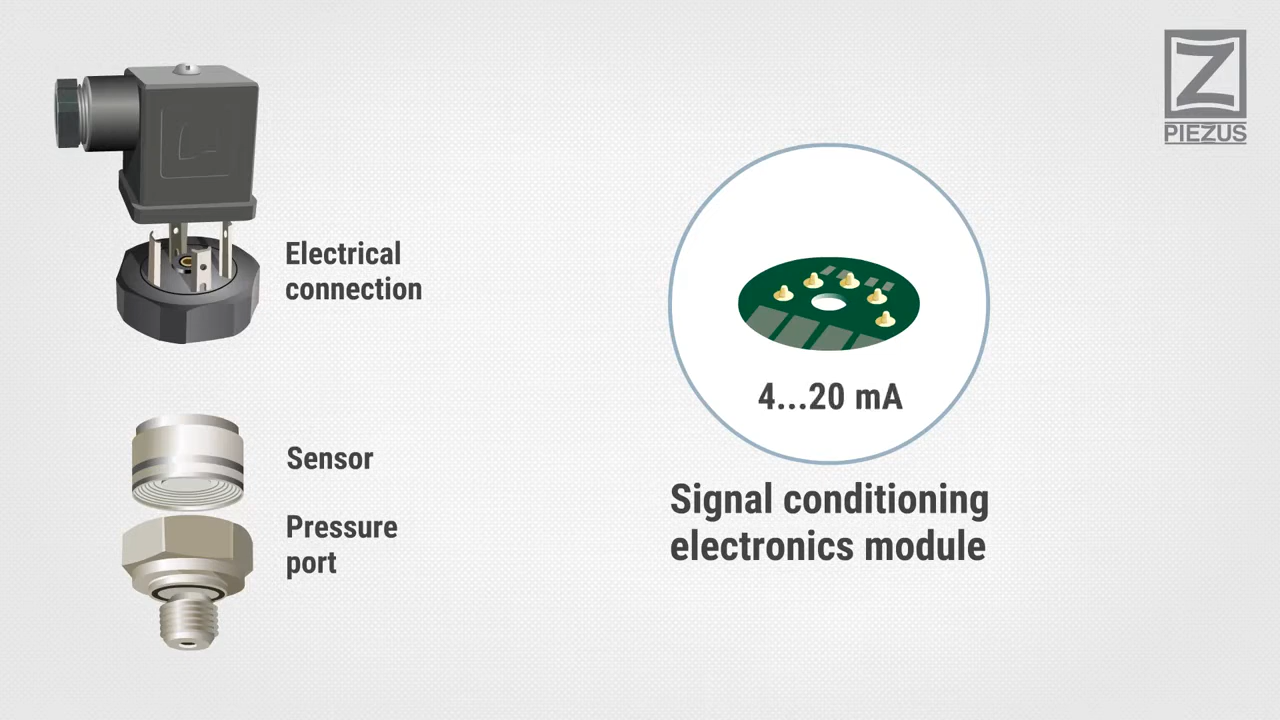 PIEZUS
Electrical
connection
Sensor
Pressure
port
4...20 mA
Signal conditioning
electronics module